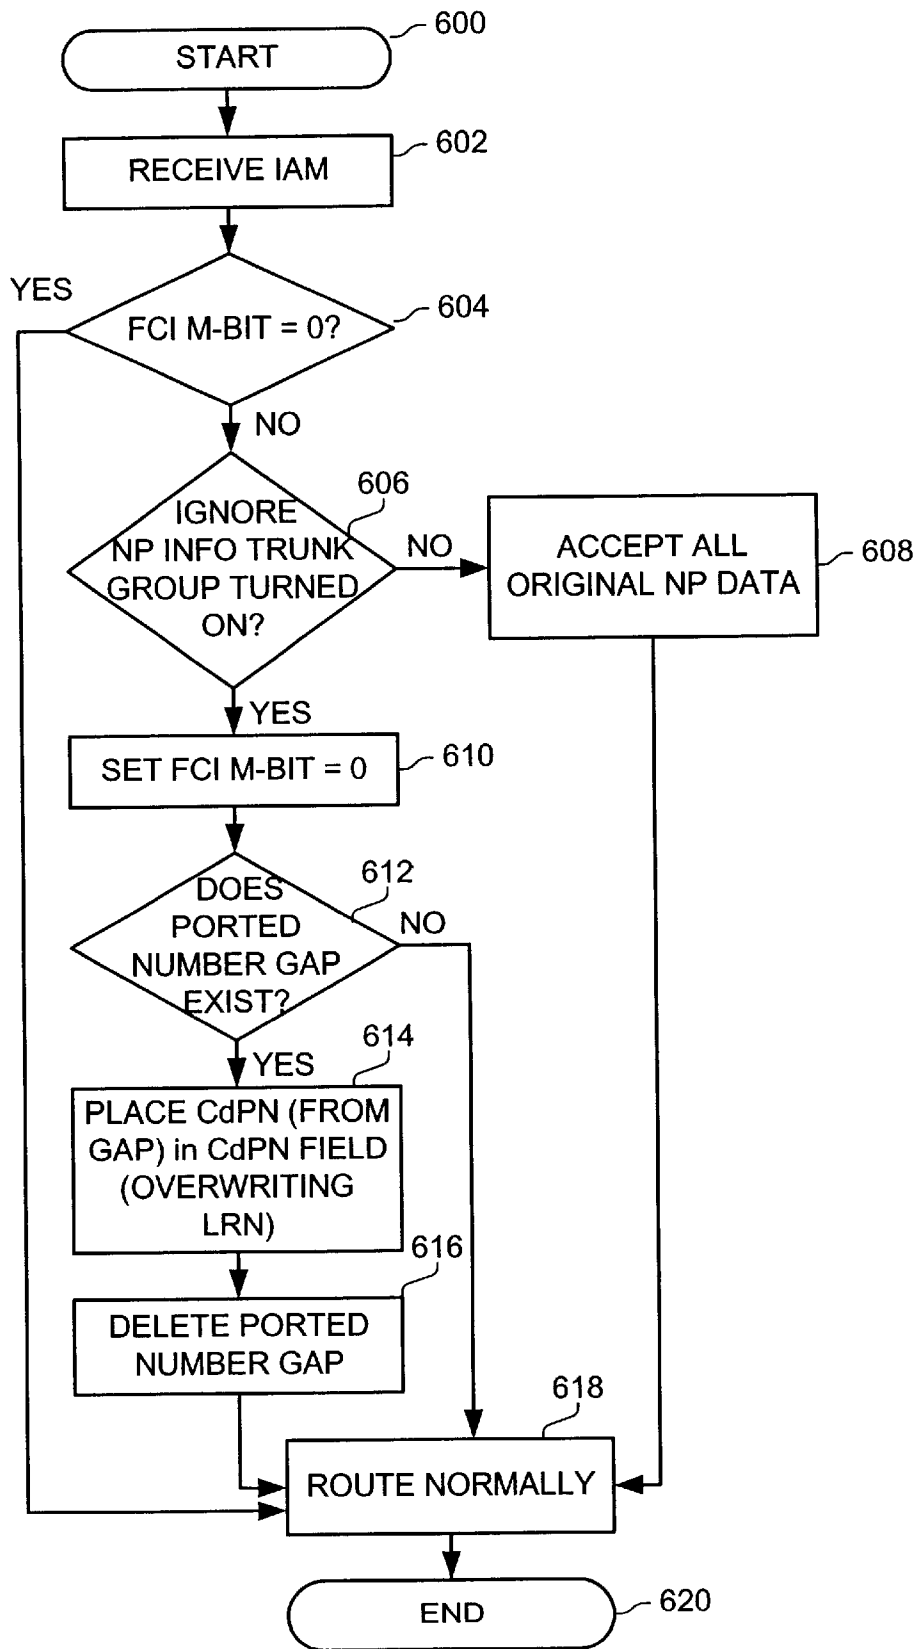 START
600
RECEIVE IAM
602
YES
FCI M-BIT = 0?
604
NO
606
IGNORE
NP INFO TRUNK
GROUP TURNED
ON?
NO
ACCEPT ALL
ORIGINAL NP DATA
608
YES
SET FCI M-BIT = 0
610
612
DOES
PORTED
NUMBER GAP
EXIST?
NO
YES
614
PLACE CdPN (FROM
GAP) in CdPN FIELD
(OVERWRITING
LRN)
616
DELETE PORTED
NUMBER GAP
618
ROUTE NORMALLY
END
620